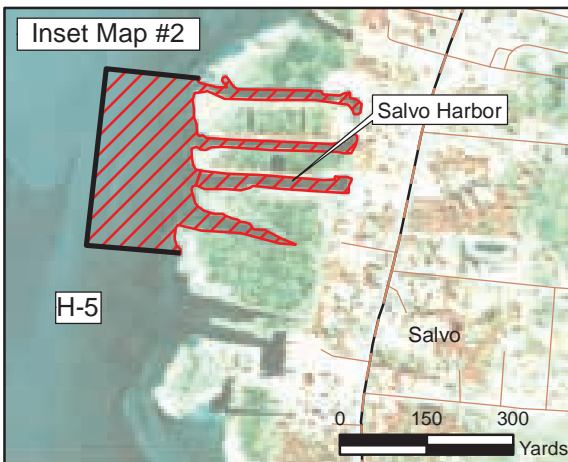 Inset Map #2
Salvo Harbor
H-5
Salvo
0 150 300
Yards